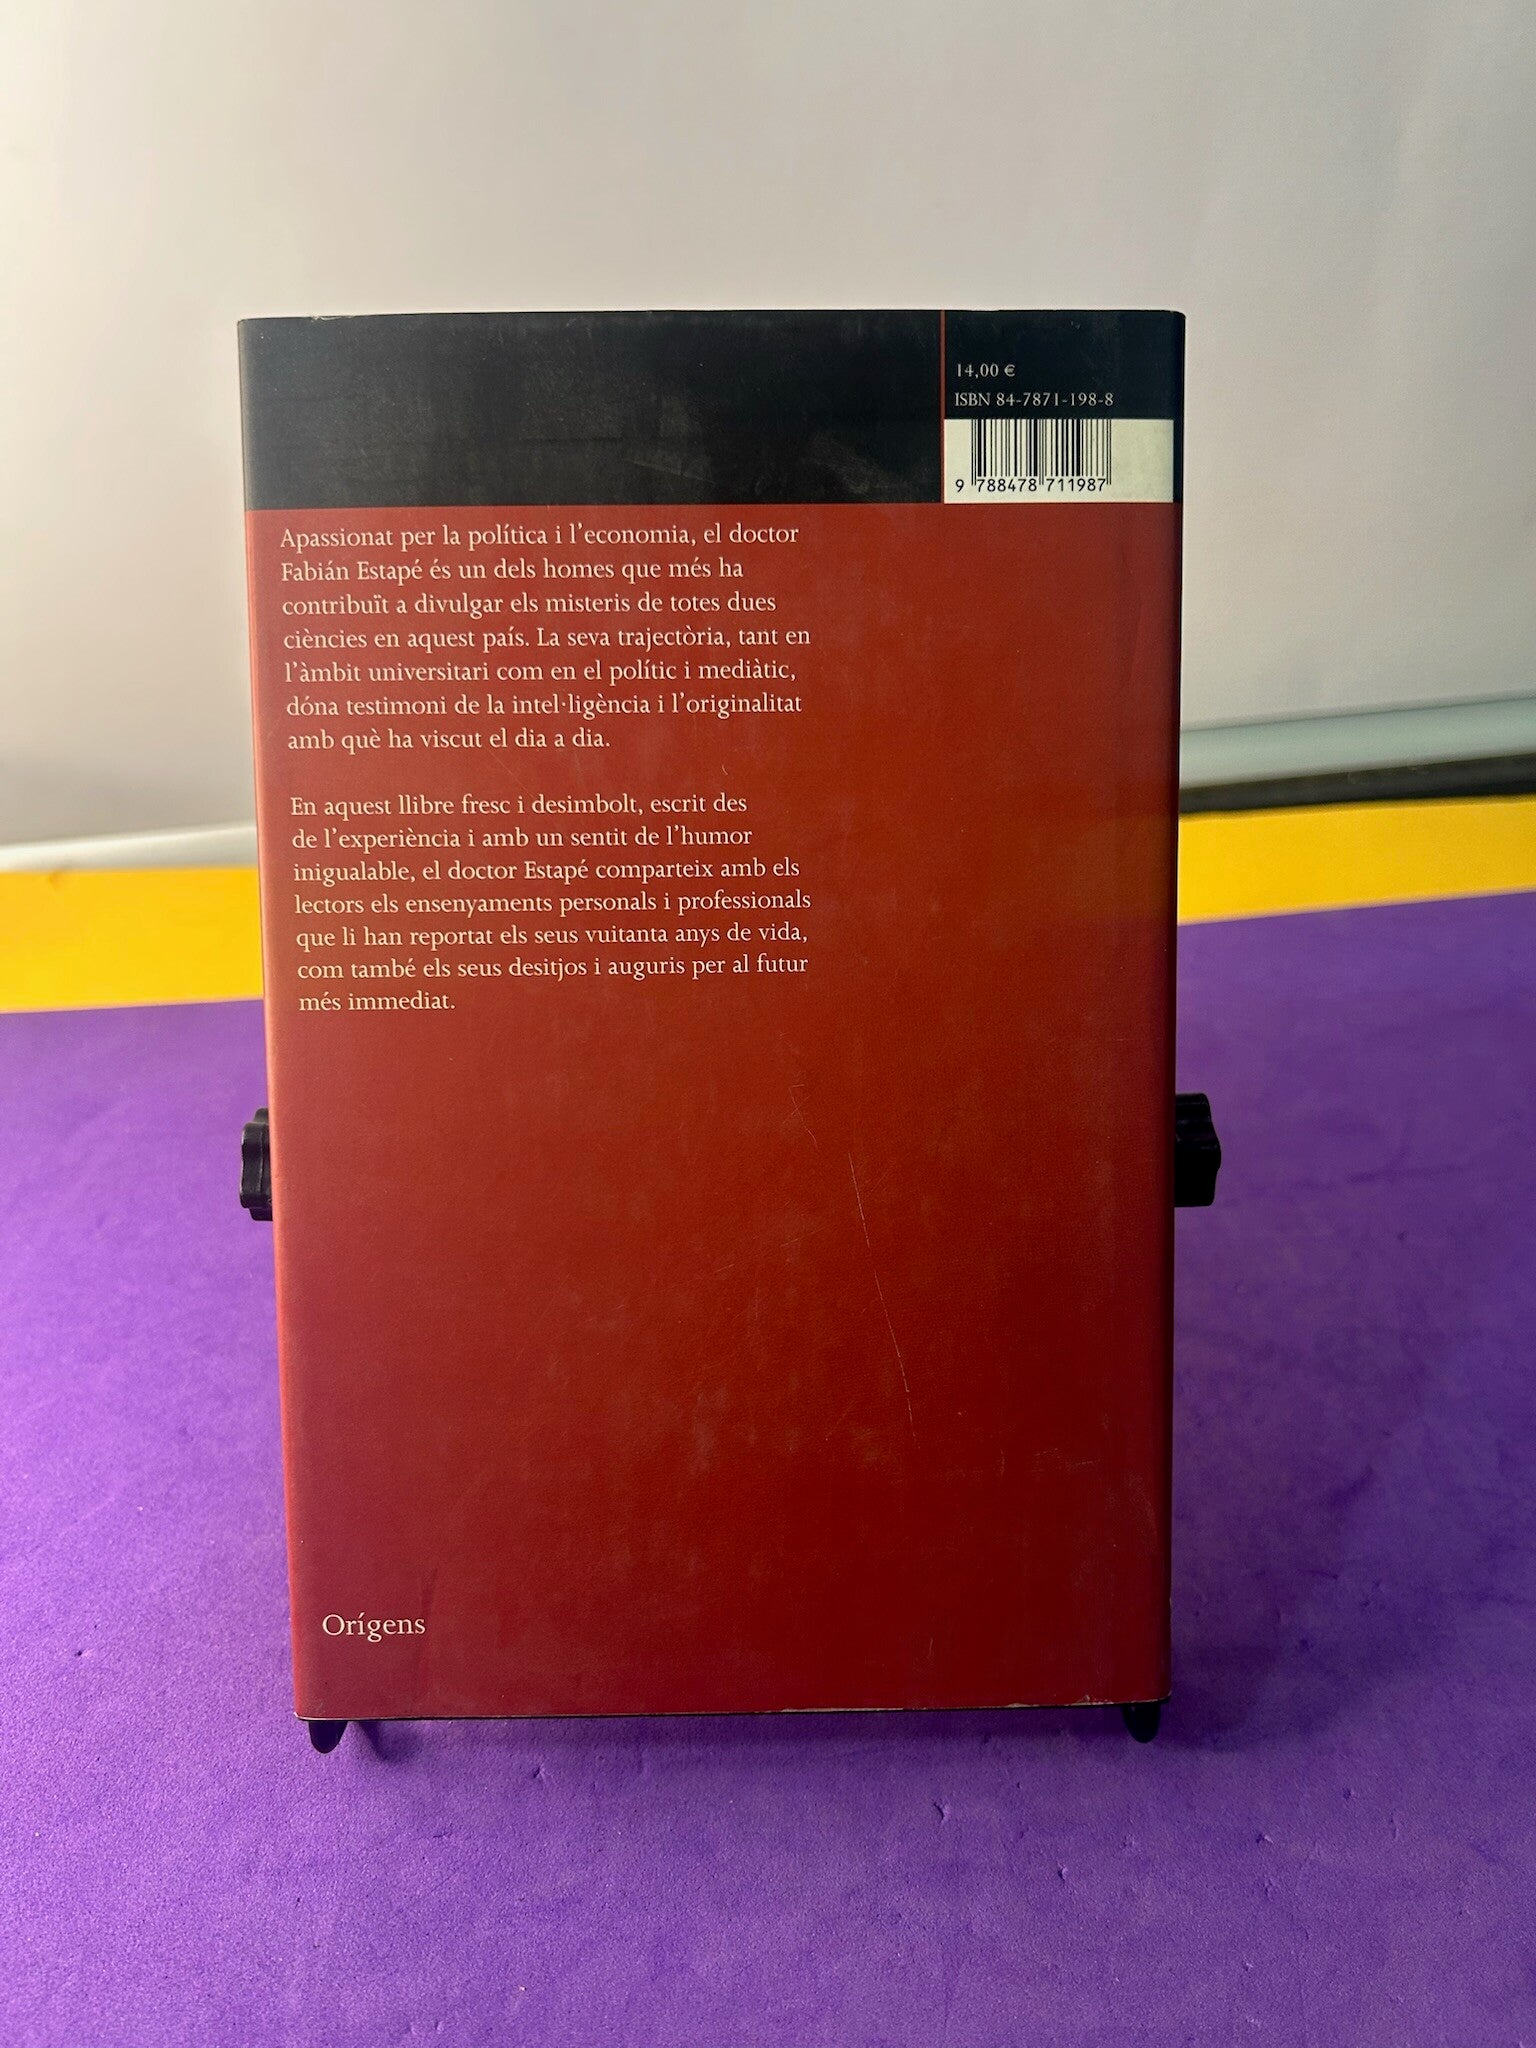 14,00 €
ISBN 84-7871-198-8
9 788478 711987
Apassionat per la política i l'economia, el doctor
Fabián Estapé és un dels homes que més ha
contribuït a divulgar els misteris de totes dues
ciències en aquest país. La seva trajectòria, tant en
l'àmbit universitari com en el polític i mediàtic,
dóna testimoni de la intel·ligència i l'originalitat
amb què ha viscut el dia a dia.
En aquest llibre fresc i desimbolt, escrit des
de l'experiència i amb un sentit de l'humor
inigualable, el doctor Estapé comparteix amb els
lectors els ensenyaments personals i professionals
que li han reportat els seus vuitanta anys de vida,
com també els seus desitjos i auguris per al futur
més immediat.
Orígens